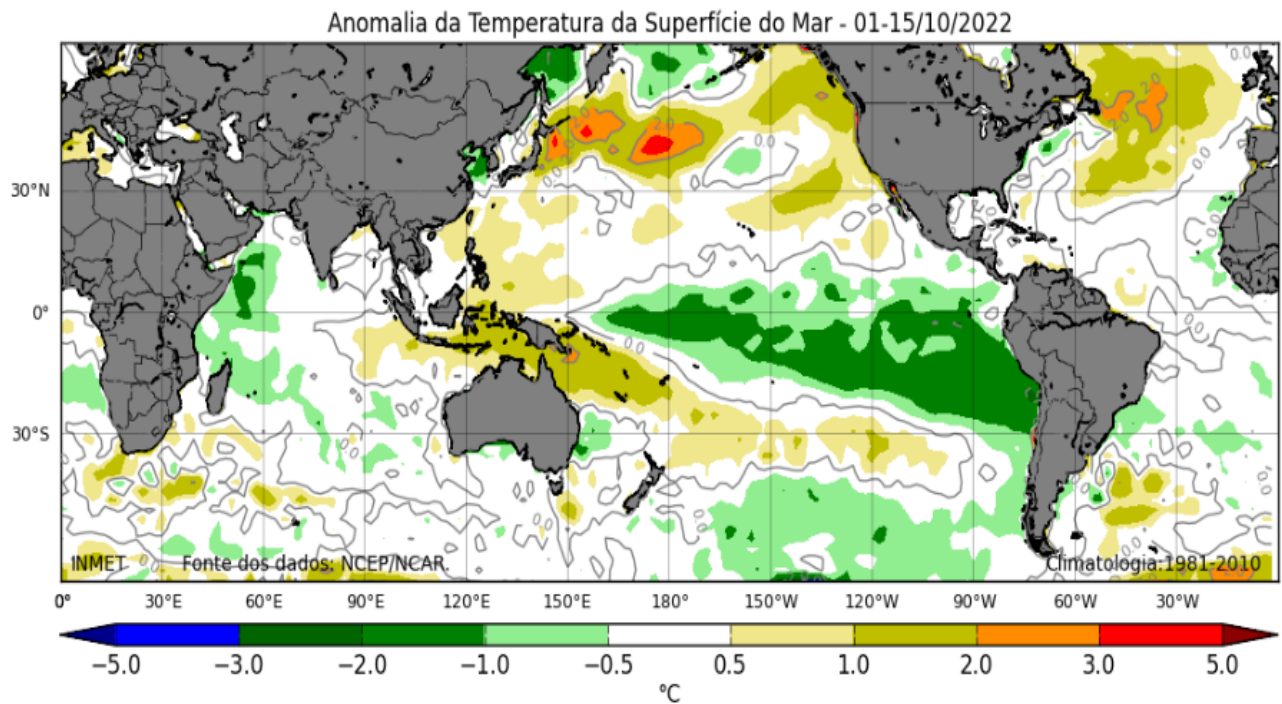 Anomalia da Temperatura da Superfície do Mar - 01-15/10/2022
30°N
0°
30°S
INMET Fonte dos dados: NCEP/NCAR. Climatologia:1981-2010
0° 30°E 60°E 90°E 120°E 150°E 180° 150°W 120°W 90°W 60°W 30°W
−5.0 −3.0 −2.0 −1.0 −0.5 0.5 1.0 2.0 3.0 5.0
°C